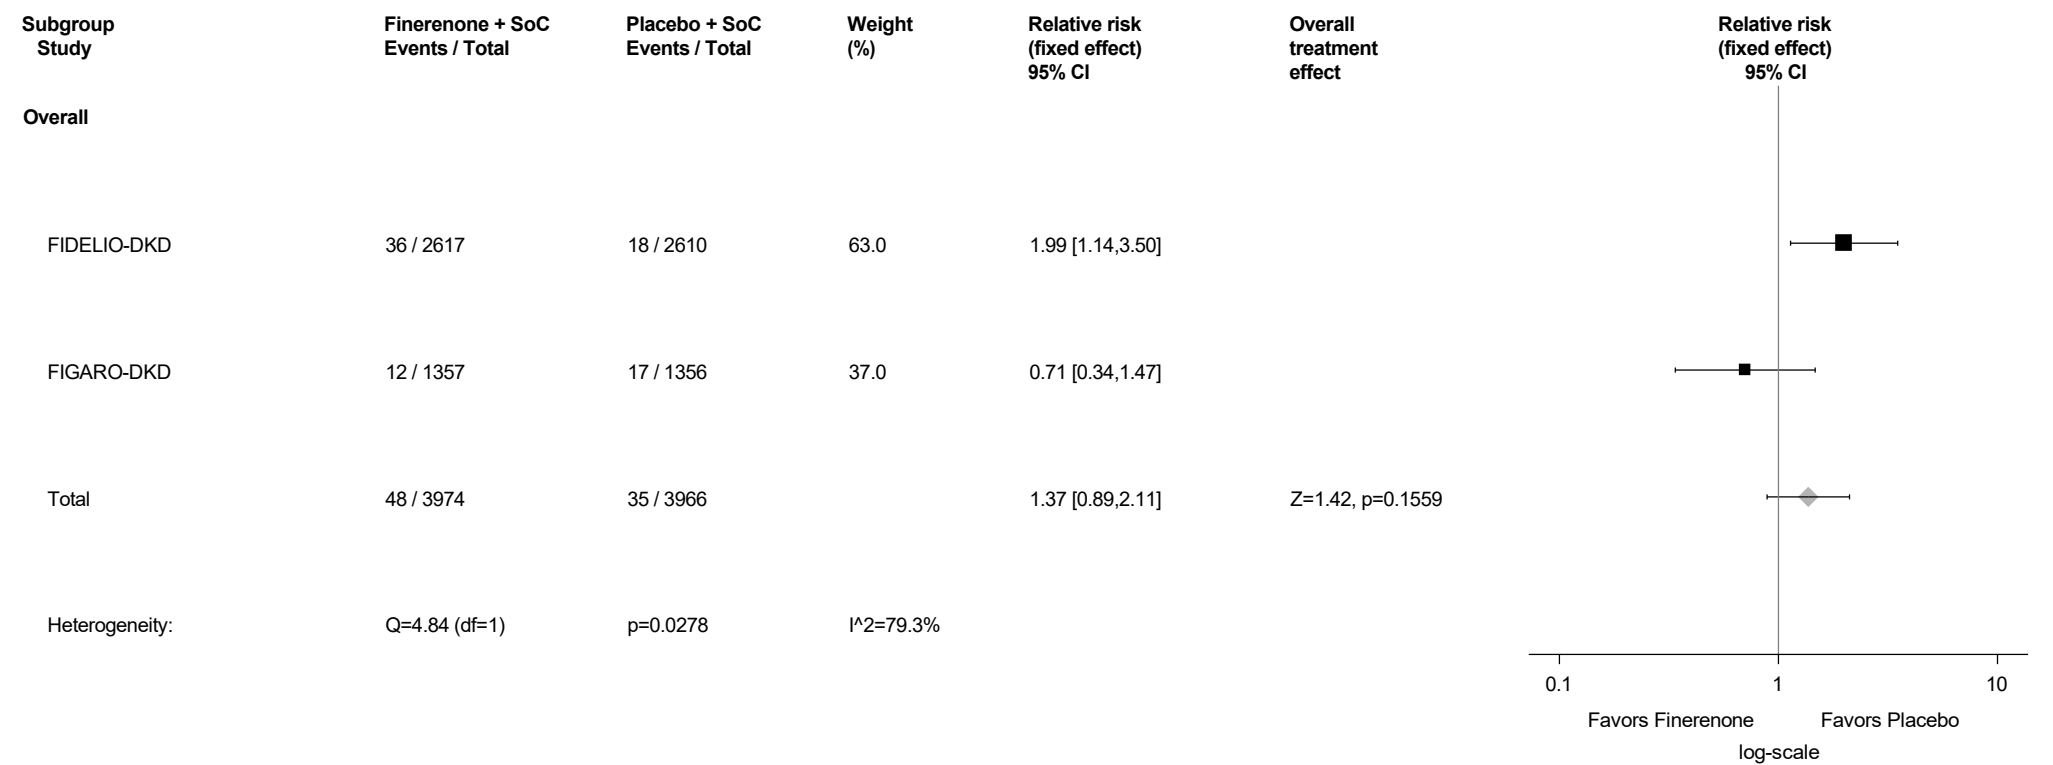 Subgroup Finerenone + SoC Placebo + SoC Weight Relative risk Overall Relative risk
Study Events / Total Events / Total (%) (fixed effect) treatment (fixed effect)
95% CI effect 95% CI
Overall
FIDELIO-DKD 36 / 2617 18 / 2610 63.0 1.99 [1.14,3.50]
FIGARO-DKD 12 / 1357 17 / 1356 37.0 0.71 [0.34,1.47]
Total 48 / 3974 35 / 3966 1.37 [0.89,2.11] Z=1.42, p=0.1559
Heterogeneity: Q=4.84 (df=1) p=0.0278 I^2=79.3%
0.1 1 10
Favors Finerenone Favors Placebo
log-scale